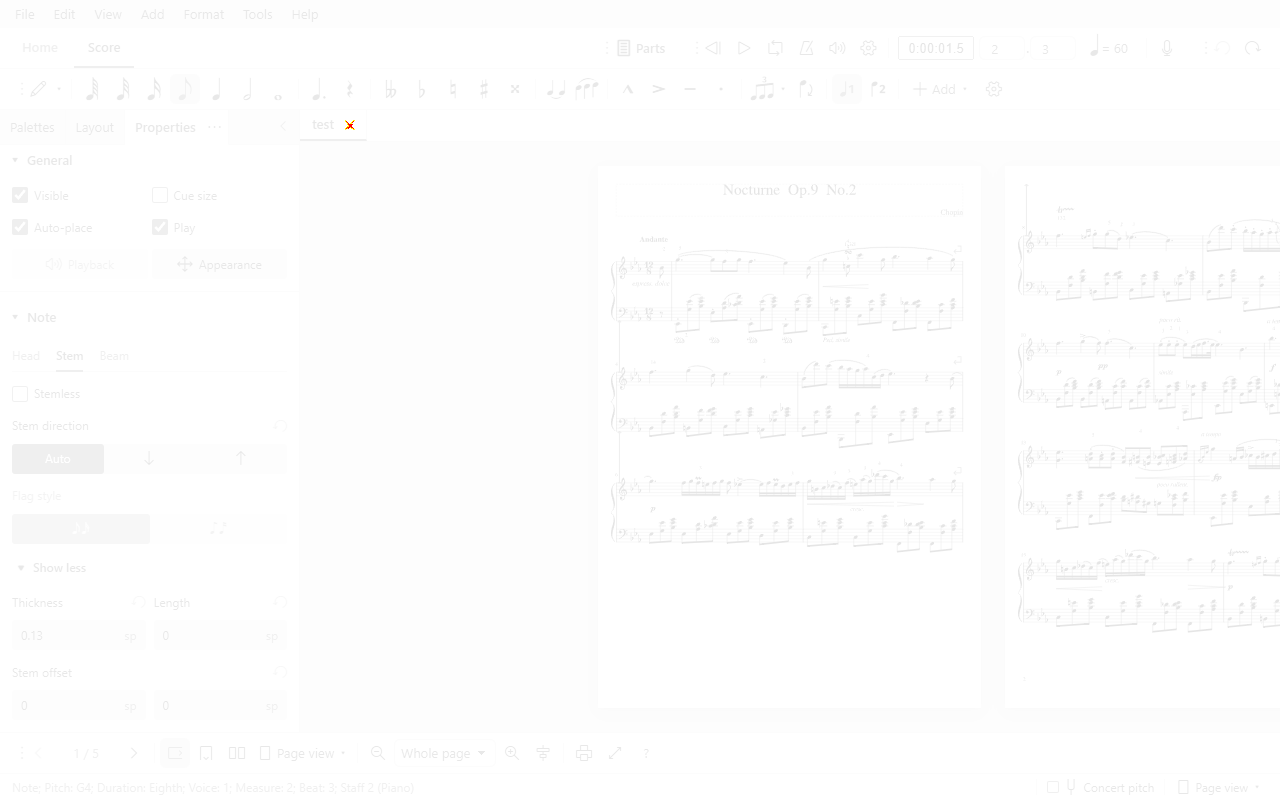 File Edit View Add Format Tools Help
Home Score Parts 0:00:01.5 2 . 3 = 60
1 2 Add
Palettes Layout Properties test
General
Visible Cue size
Auto-place Play
Playback Appearance
Note
Head Stem Beam
Stemless
Stem direction
Auto
Flag style
Show less
Thickness Length
0.13 sp 0 sp
Stem offset
0 sp 0 sp
Nocturne Op.9 No.2
Chopin
Andante
1 / 5 Page view Whole page ?
Note; Pitch: G4; Duration: Eighth; Voice: 1; Measure: 2; Beat: 3; Staff 2 (Piano) Concert pitch Page view